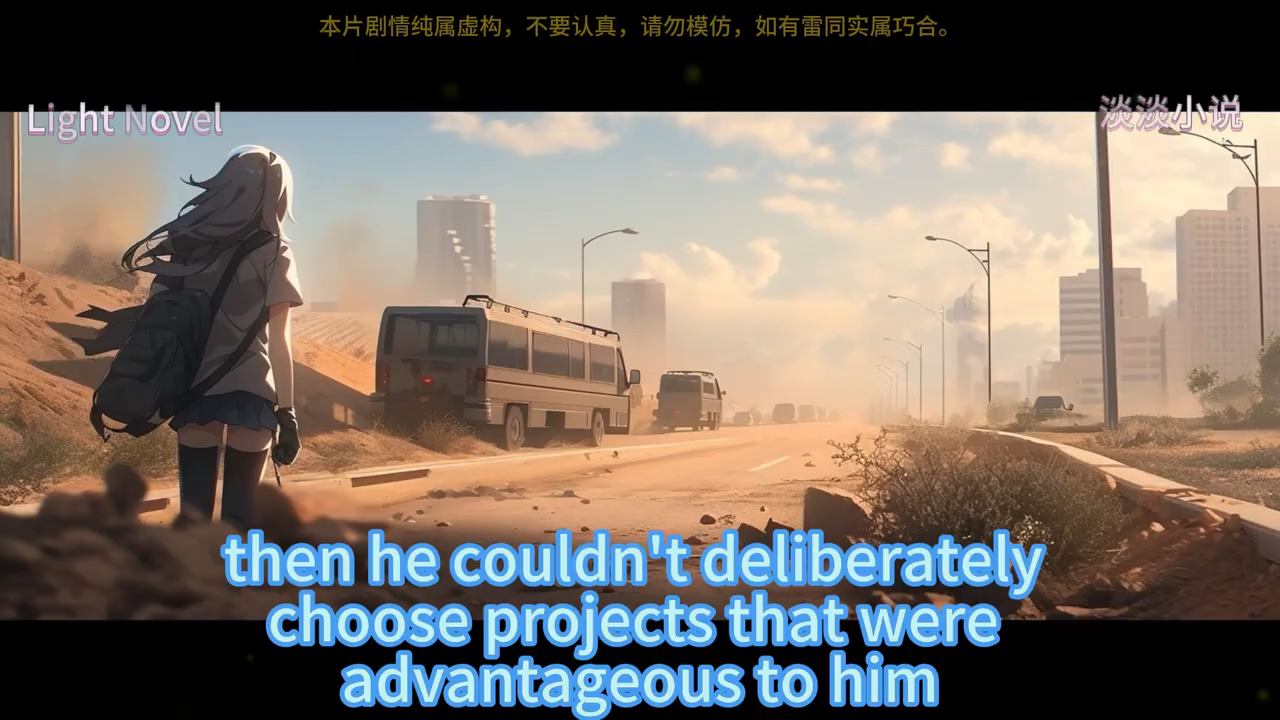 本片剧情纯属虚构，不要认真，请勿模仿，如有雷同实属巧合。
Light Novel
淡淡小说
then he couldn't deliberately
choose projects that were
advantageous to him